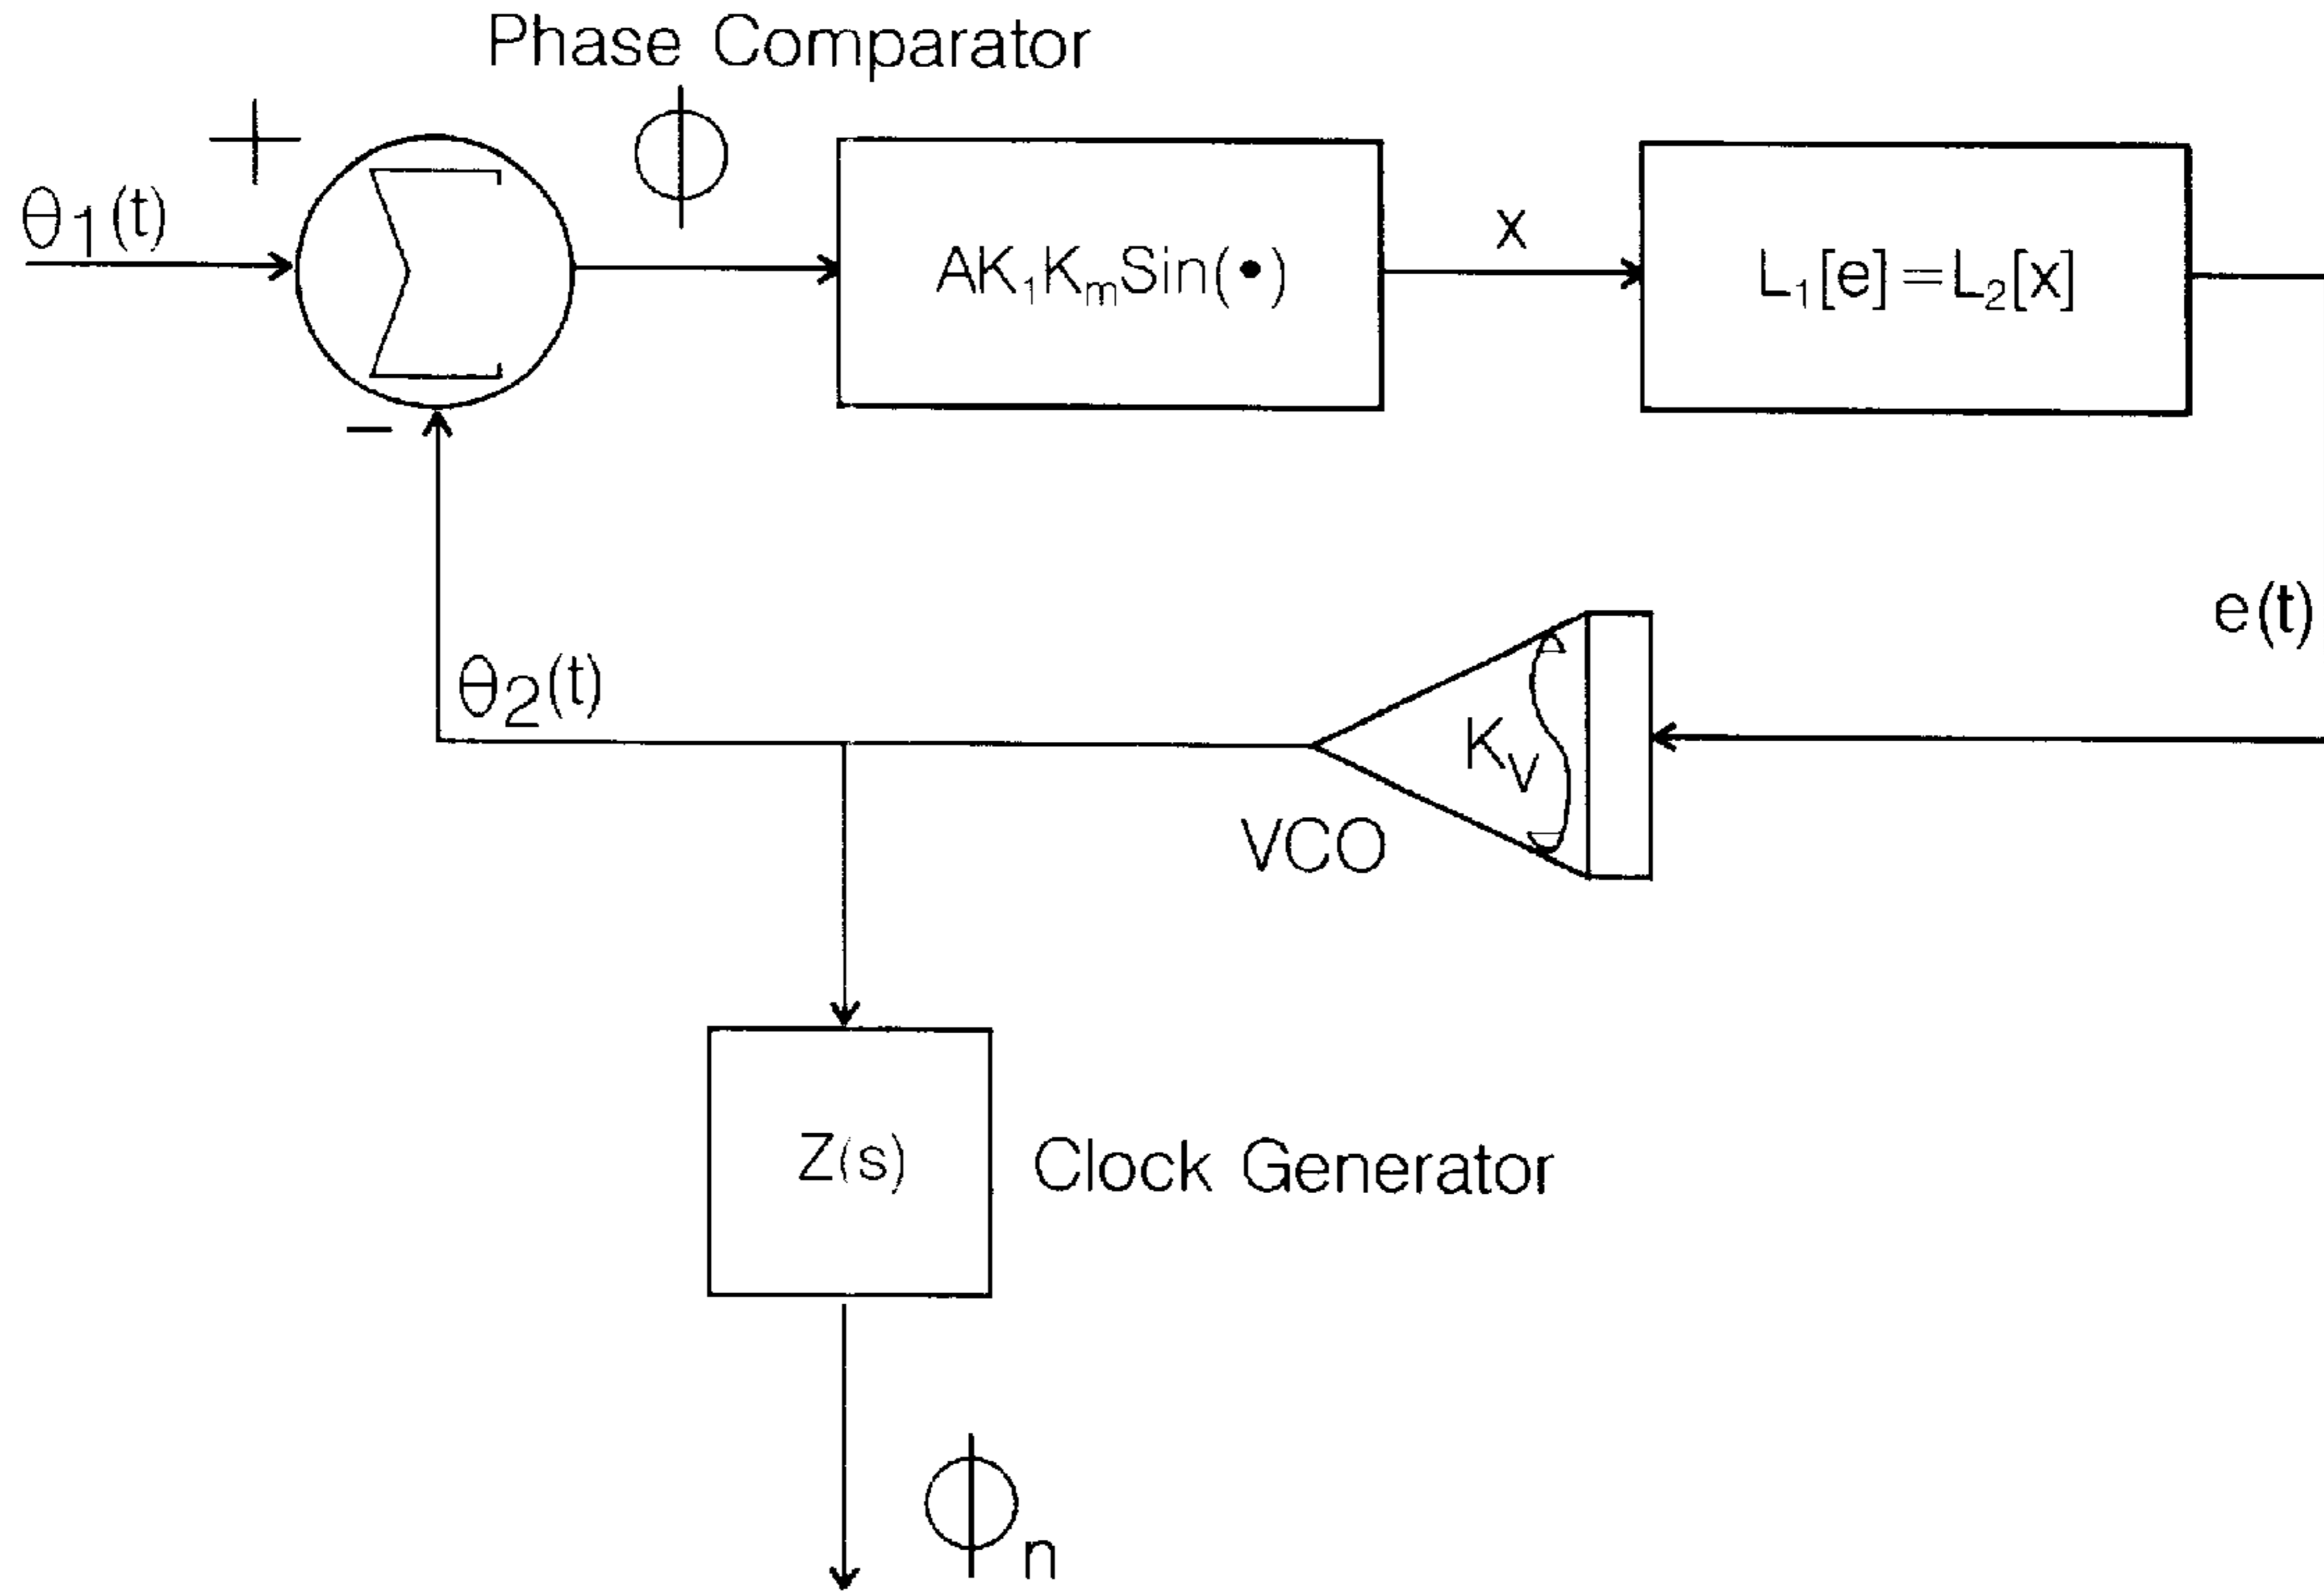 Phase Comparator
+
ϕ
θ₁(t)
Σ
AK₁KₘSin(•)
x
L₁[e]=L₂[x]
−
e(t)
θ₂(t)
Kᵥ
VCO
Z(s)
Clock Generator
ϕₙ